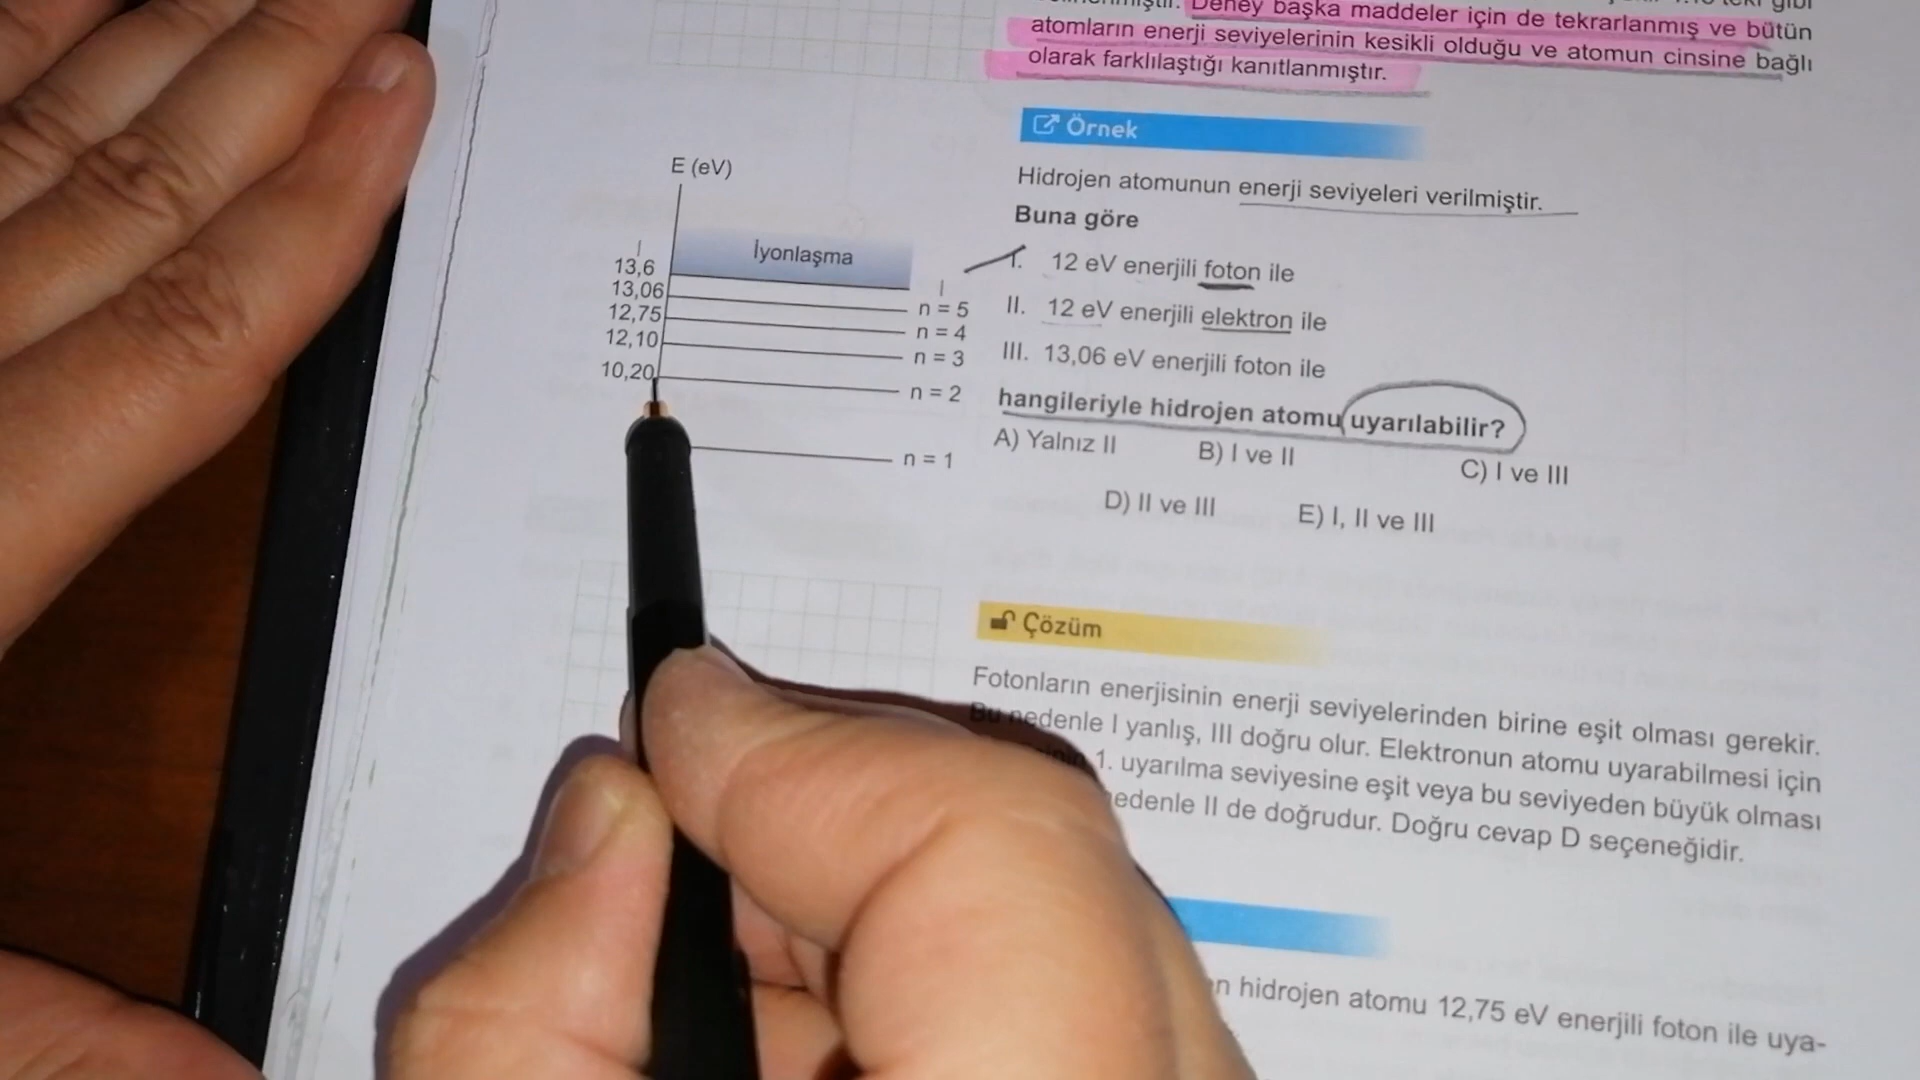 Deney başka maddeler için de tekrarlanmış ve bütün
atomların enerji seviyelerinin kesikli olduğu ve atomun cinsine bağlı
olarak farklılaştığı kanıtlanmıştır.
Örnek
Hidrojen atomunun enerji seviyeleri verilmiştir.
Buna göre
I. 12 eV enerjili foton ile
II. 12 eV enerjili elektron ile
III. 13,06 eV enerjili foton ile
hangileriyle hidrojen atomu uyarılabilir?
A) Yalnız II B) I ve II C) I ve III
D) II ve III E) I, II ve III
E (eV)
İyonlaşma
13,6
13,06 n = 5
12,75 n = 4
12,10 n = 3
10,20 n = 2
n = 1
Çözüm
Fotonların enerjisinin enerji seviyelerinden birine eşit olması gerekir.
Bu nedenle I yanlış, III doğru olur. Elektronun atomu uyarabilmesi için
1. uyarılma seviyesine eşit veya bu seviyeden büyük olması
nedenle II de doğrudur. Doğru cevap D seçeneğidir.
hidrojen atomu 12,75 eV enerjili foton ile uya-